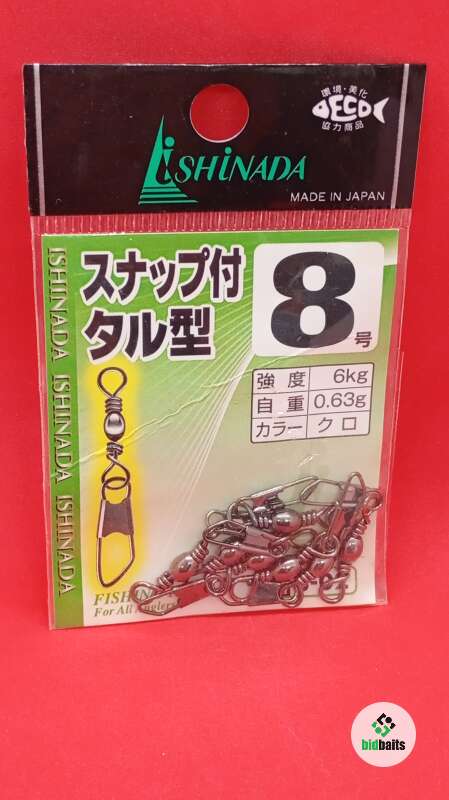 環境・美化
ECO
協力商品
ISHINADA
MADE IN JAPAN
ISHINADA ISHINADA ISHINADA
スナップ付
タル型
8号
強度 6kg
自重 0.63g
カラー クロ
For All Anglers
bidbaits